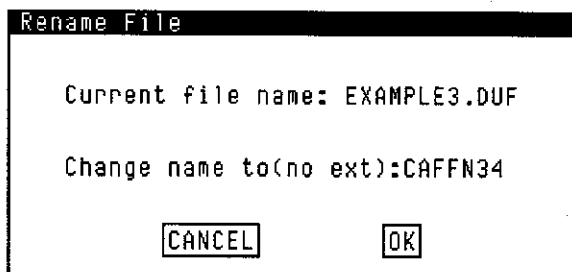 Rename File
Current file name: EXAMPLE3.DUF
Change name to(no ext):CAFFN34
CANCEL OK